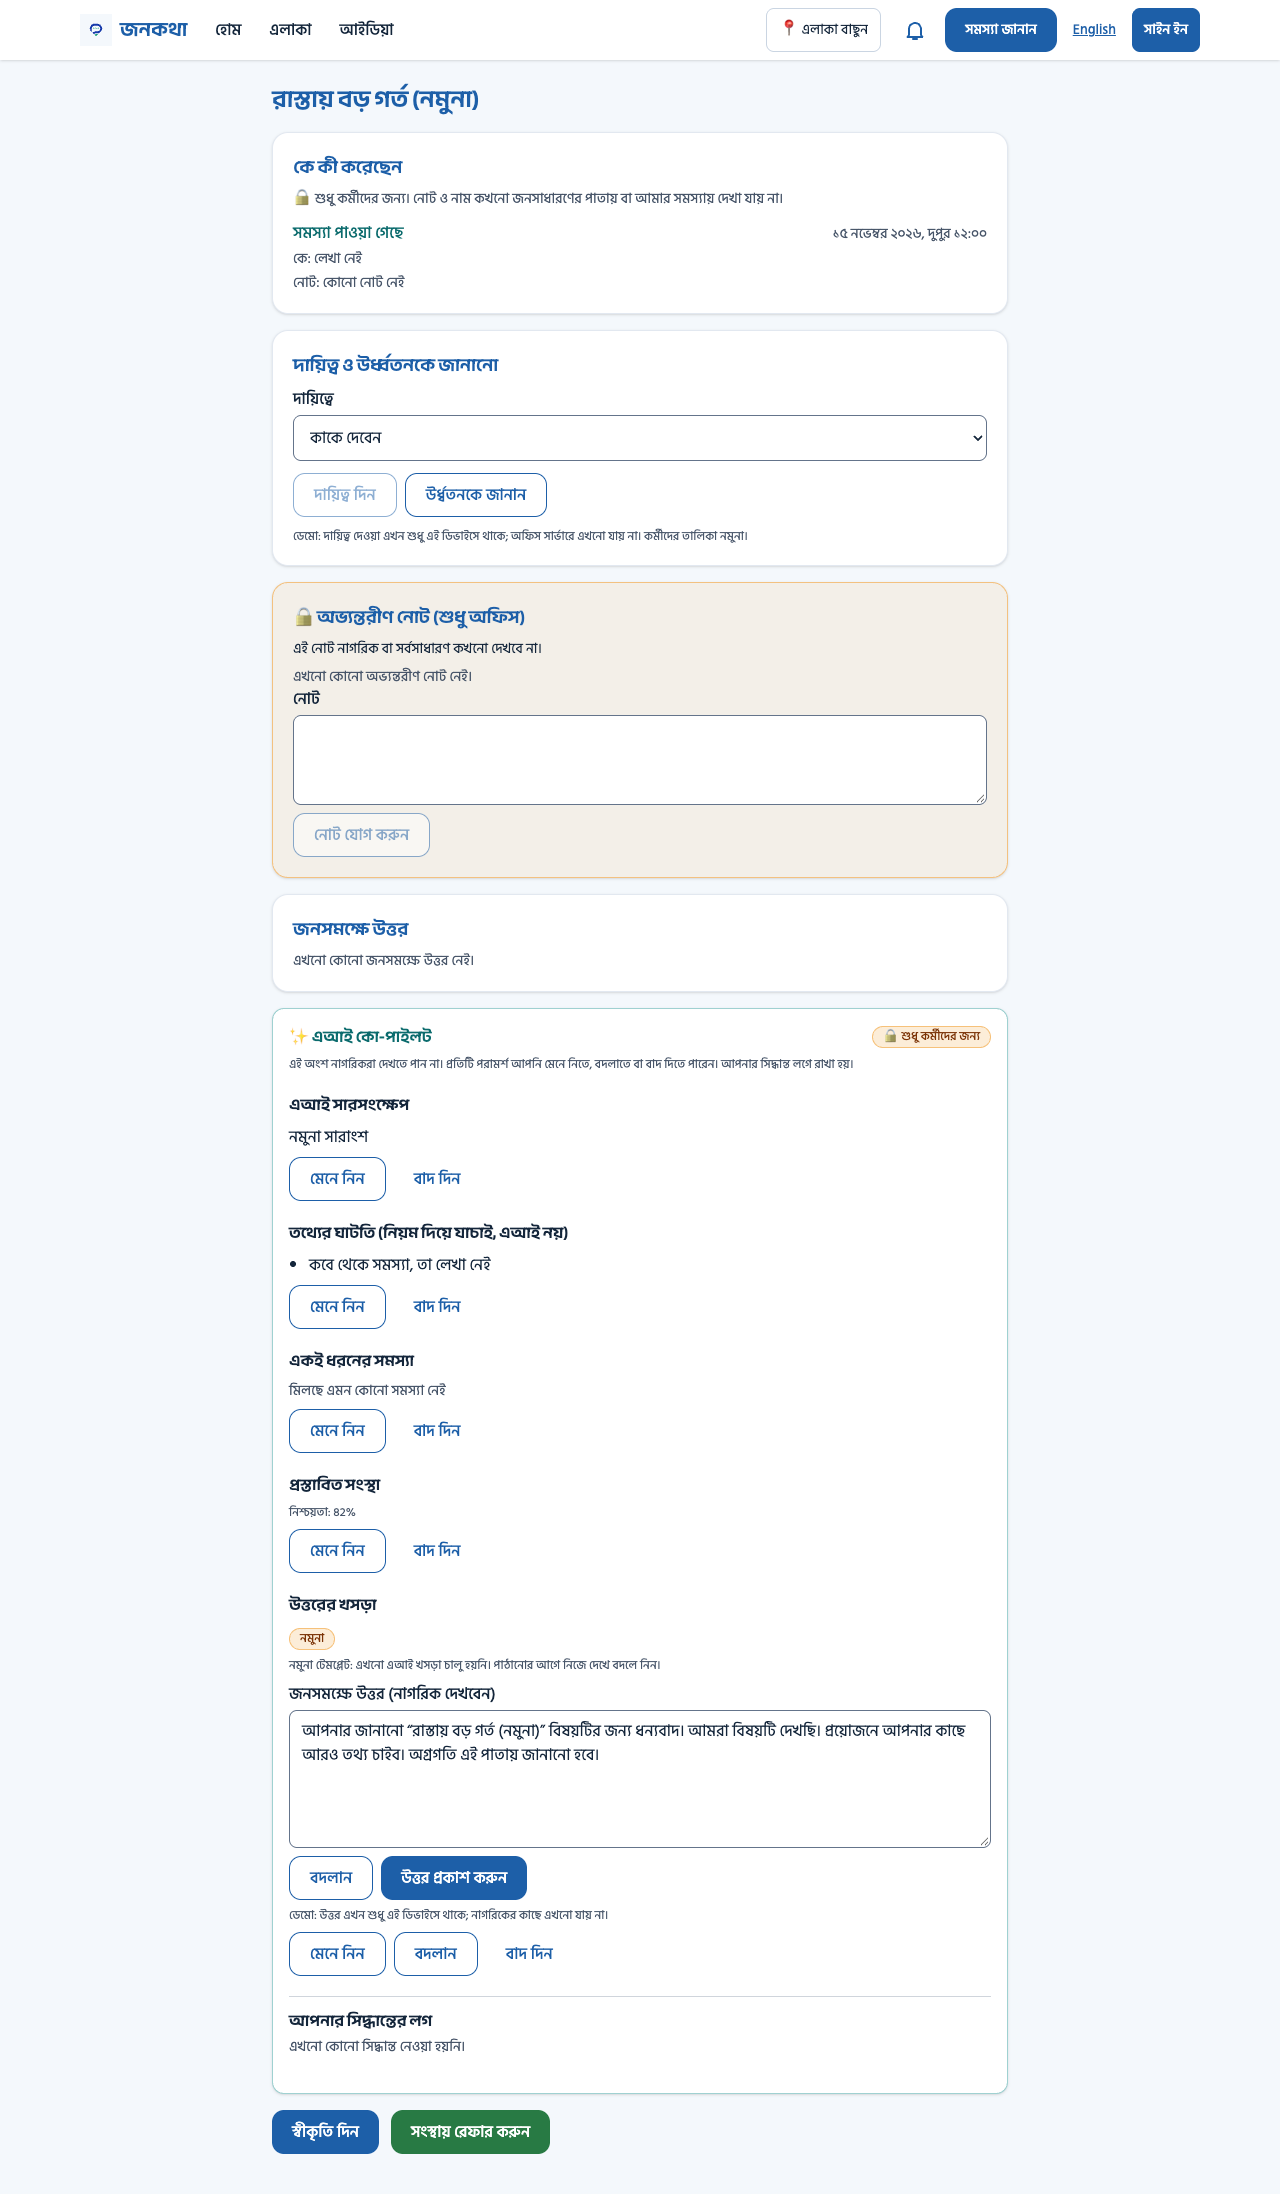 জনকথা
হোম
এলাকা
আইডিয়া
এলাকা বাছুন
সমস্যা জানান
English
সাইন ইন
রাস্তায় বড় গর্ত (নমুনা)
কে কী করেছেন
শুধু কর্মীদের জন্য। নোট ও নাম কখনো জনসাধারণের পাতায় বা আমার সমস্যায় দেখা যায় না।
সমস্যা পাওয়া গেছে
১৫ নভেম্বর ২০২৬, দুপুর ১২:০০
কে: লেখা নেই
নোট: কোনো নোট নেই
দায়িত্ব ও উর্ধ্বতনকে জানানো
দায়িত্বে
কাকে দেবেন
দায়িত্ব দিন
উর্ধ্বতনকে জানান
ডেমো: দায়িত্ব দেওয়া এখন শুধু এই ডিভাইসে থাকে; অফিস সার্ভারে এখনো যায় না। কর্মীদের তালিকা নমুনা।
অভ্যন্তরীণ নোট (শুধু অফিস)
এই নোট নাগরিক বা সর্বসাধারণ কখনো দেখবে না।
এখনো কোনো অভ্যন্তরীণ নোট নেই।
নোট
নোট যোগ করুন
জনসমক্ষে উত্তর
এখনো কোনো জনসমক্ষে উত্তর নেই।
এআই কো-পাইলট
শুধু কর্মীদের জন্য
এই অংশ নাগরিকরা দেখতে পান না। প্রতিটি পরামর্শ আপনি মেনে নিতে, বদলাতে বা বাদ দিতে পারেন। আপনার সিদ্ধান্ত লগে রাখা হয়।
এআই সারসংক্ষেপ
নমুনা সারাংশ
মেনে নিন
বাদ দিন
তথ্যের ঘাটতি (নিয়ম দিয়ে যাচাই, এআই নয়)
• কবে থেকে সমস্যা, তা লেখা নেই
মেনে নিন
বাদ দিন
একই ধরনের সমস্যা
মিলছে এমন কোনো সমস্যা নেই
মেনে নিন
বাদ দিন
প্রস্তাবিত সংস্থা
নিশ্চয়তা: ৪2%
মেনে নিন
বাদ দিন
উত্তরের খসড়া
নমুনা
নমুনা টেমপ্লেট: এখনো এআই খসড়া চালু হয়নি। পাঠানোর আগে নিজে দেখে বদলে নিন।
জনসমক্ষে উত্তর (নাগরিক দেখবেন)
আপনার জানানো “রাস্তায় বড় গর্ত (নমুনা)” বিষয়টির জন্য ধন্যবাদ। আমরা বিষয়টি দেখছি। প্রয়োজনে আপনার কাছে
আরও তথ্য চাইব। অগ্রগতি এই পাতায় জানানো হবে।
বদলান
উত্তর প্রকাশ করুন
ডেমো: উত্তর এখন শুধু এই ডিভাইসে থাকে; নাগরিকের কাছে এখনো যায় না।
মেনে নিন
বদলান
বাদ দিন
আপনার সিদ্ধান্তের লগ
এখনো কোনো সিদ্ধান্ত নেওয়া হয়নি।
স্বীকৃতি দিন
সংস্থায় রেফার করুন